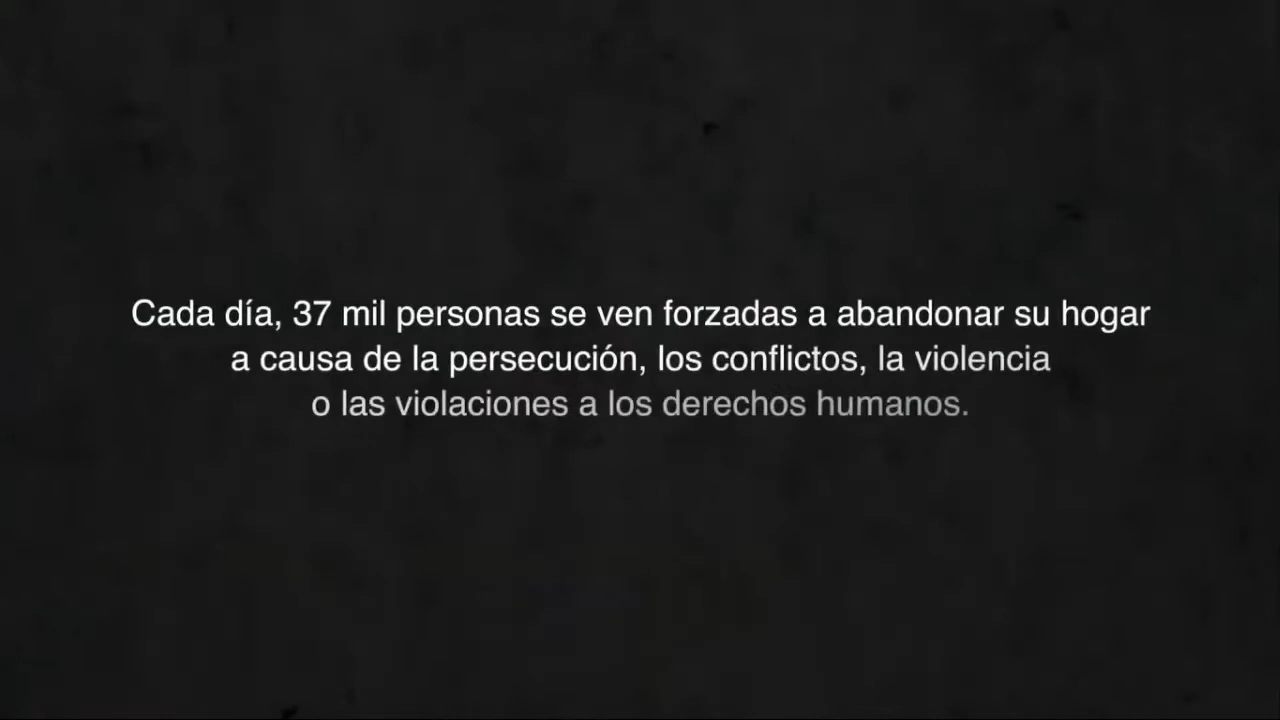 Cada día, 37 mil personas se ven forzadas a abandonar su hogar
a causa de la persecución, los conflictos, la violencia
o las violaciones a los derechos humanos.